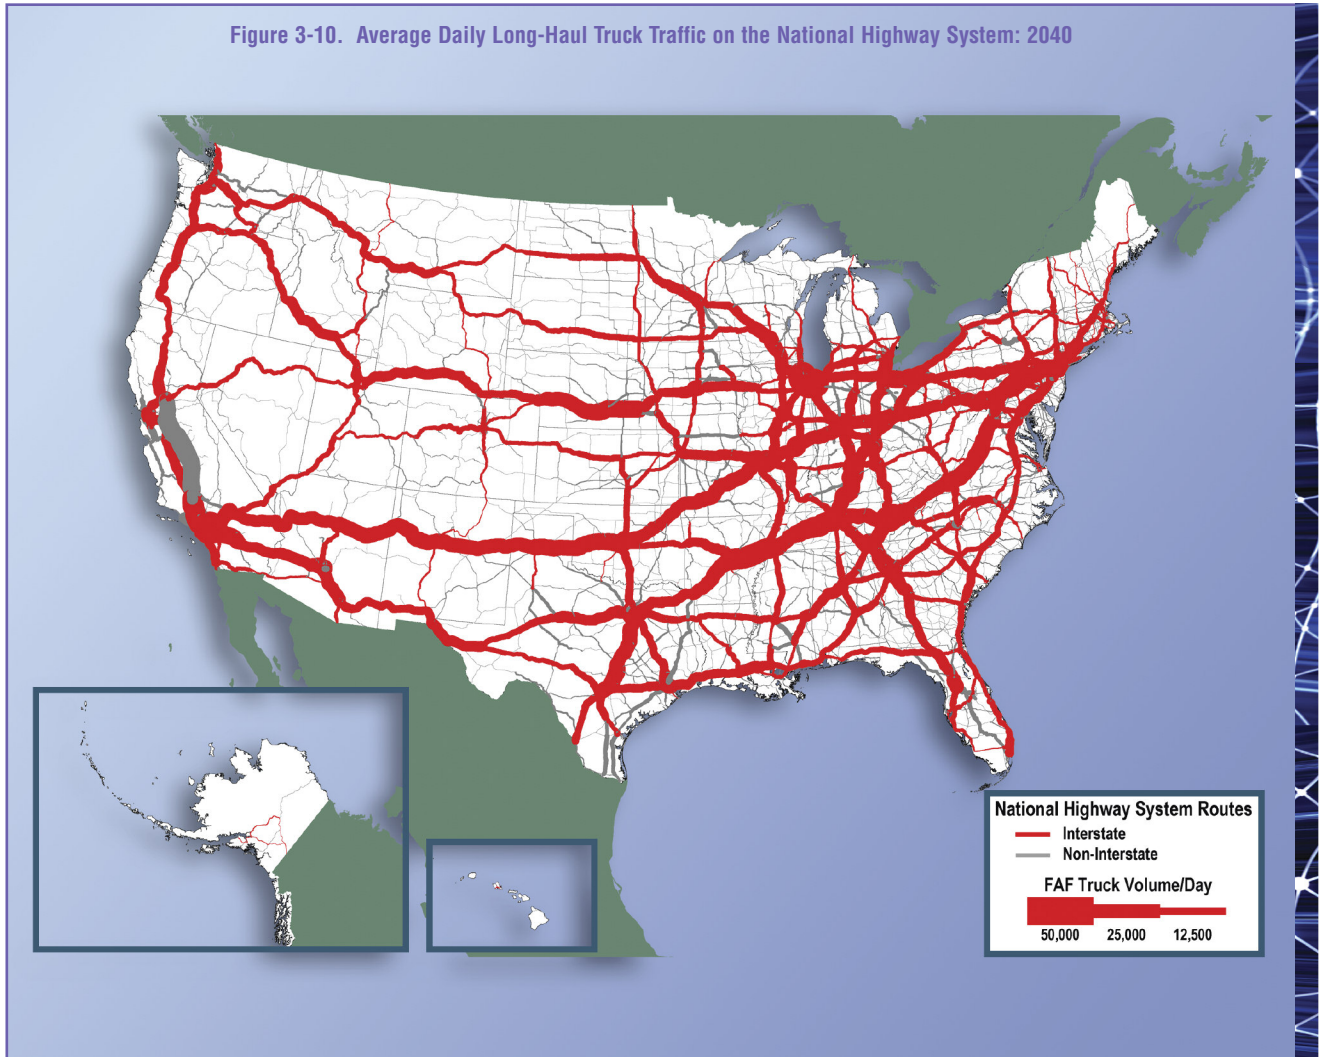 Figure 3-10. Average Daily Long-Haul Truck Traffic on the National Highway System: 2040
National Highway System Routes
Interstate
Non-Interstate
FAF Truck Volume/Day
50,000 25,000 12,500